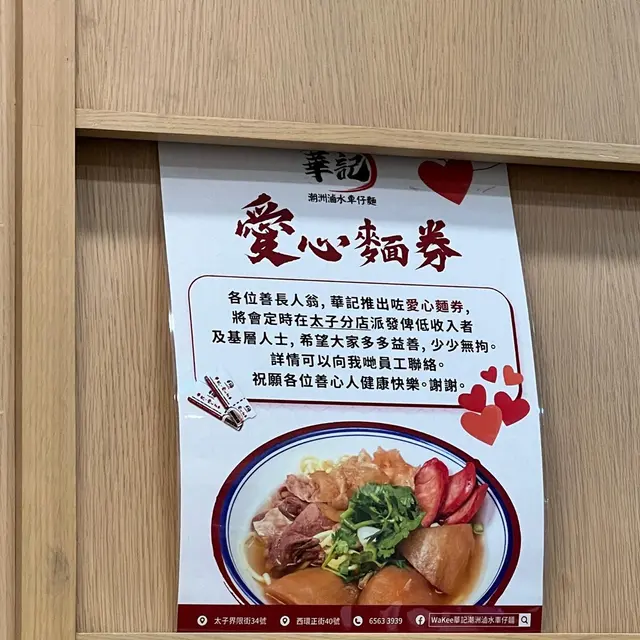 華記
潮洲滷水車仔麵
愛心麵券
各位善長人翁, 華記推出咗愛心麵券,
將會定時在太子分店派發俾低收入者
及基層人士, 希望大家多多益善, 少少無拘。
詳情可以向我哋員工聯絡。
祝願各位善心人健康快樂。謝謝。
太子界限街34號 西環正街40號 6563 3939 WaKee華記潮洲滷水車仔麵